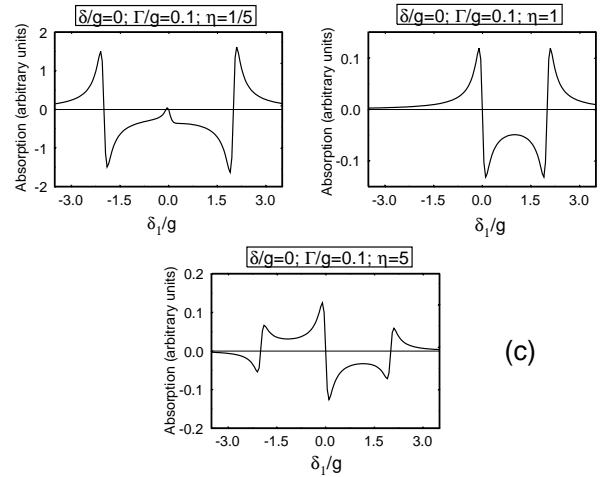 δ/g=0; Γ/g=0.1; η=1/5
Absorption (arbitrary units)
2
1
0
-1
-2
-3.0 -1.5 0.0 1.5 3.0
δ₁/g
δ/g=0; Γ/g=0.1; η=1
Absorption (arbitrary units)
0.1
0.0
-0.1
-3.0 -1.5 0.0 1.5 3.0
δ₁/g
δ/g=0; Γ/g=0.1; η=5
Absorption (arbitrary units)
0.2
0.1
0.0
-0.1
-0.2
-3.0 -1.5 0.0 1.5 3.0
δ₁/g
(c)